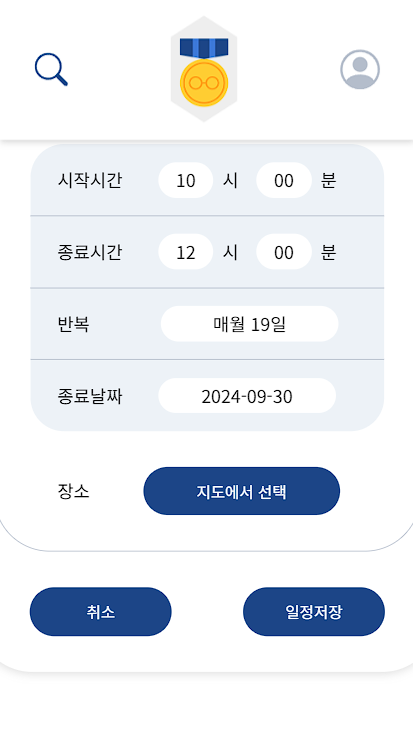 시작시간 10 시 00 분
종료시간 12 시 00 분
반복 매월 19일
종료날짜 2024-09-30
장소 지도에서 선택
취소 일정저장